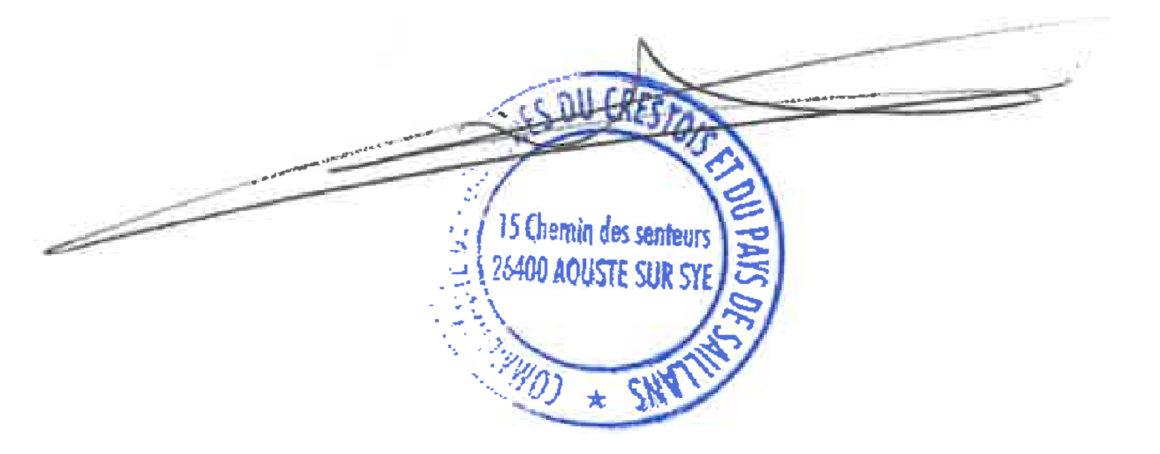 ES DU CRESTOIS ET DU PAYS DE SAILLANS
★
15 Chemin des senteurs
26400 AOUSTE SUR SYE